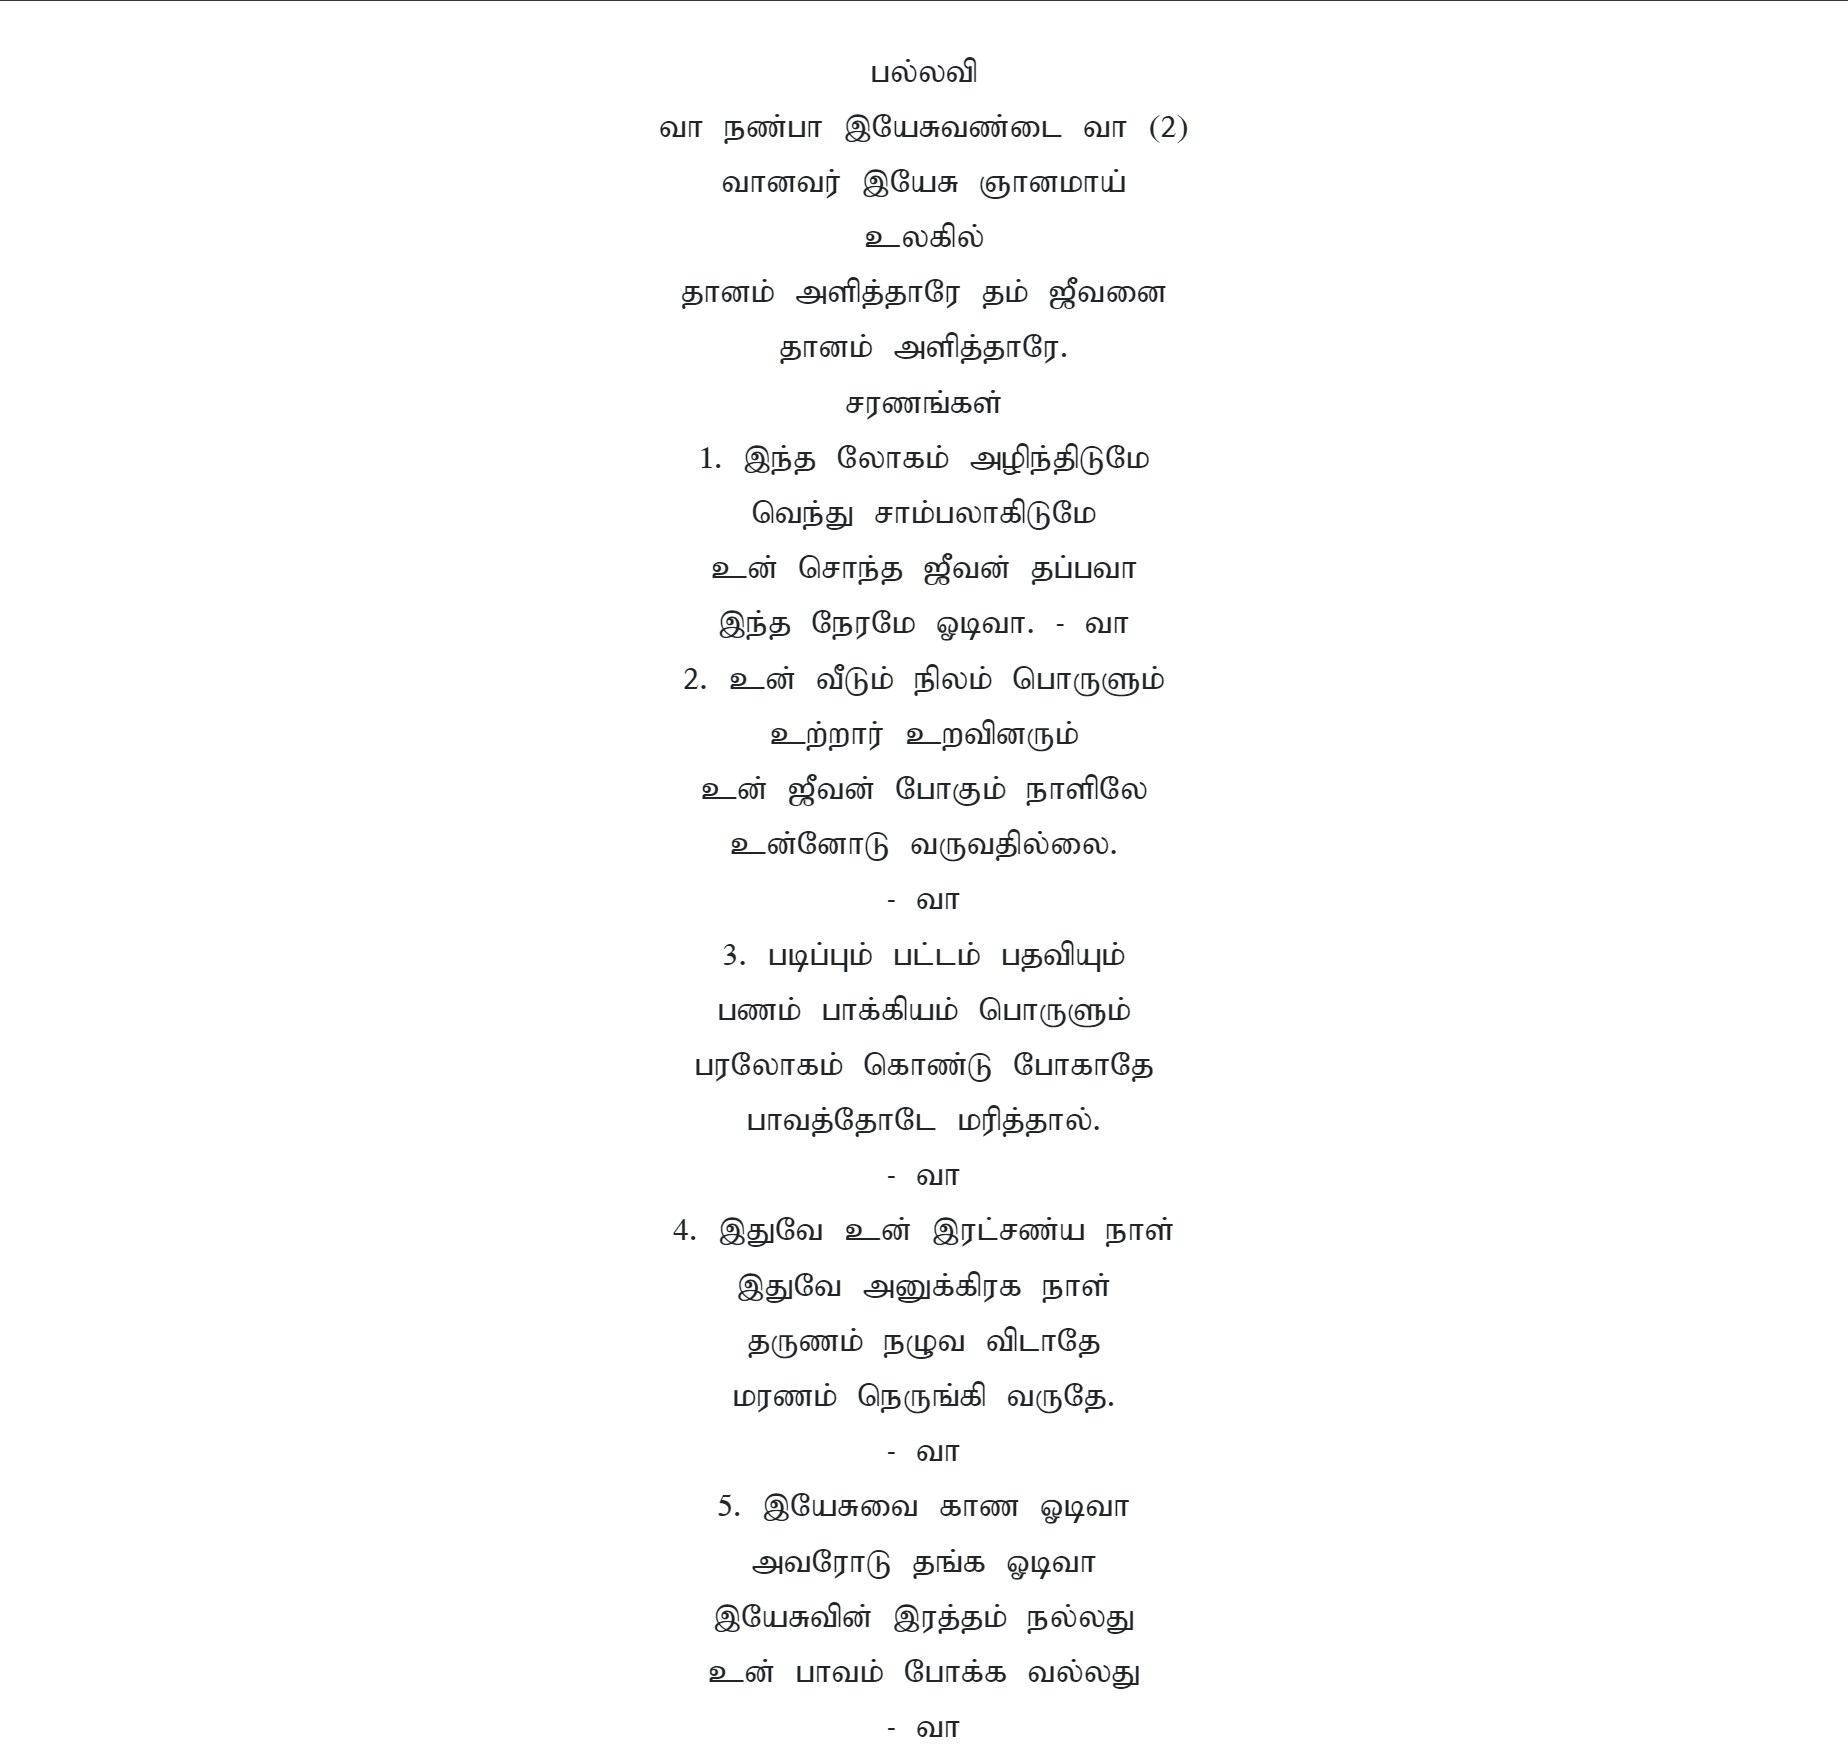 பல்லவி
வா நண்பா இயேசுவண்டை வா (2)
வானவர் இயேசு ஞானமாய்
உலகில்
தானம் அளித்தாரே தம் ஜீவனை
தானம் அளித்தாரே.
சரணங்கள்
1. இந்த லோகம் அழிந்திடுமே
வெந்து சாம்பலாகிடுமே
உன் சொந்த ஜீவன் தப்பவா
இந்த நேரமே ஓடிவா. - வா
2. உன் வீடும் நிலம் பொருளும்
உற்றார் உறவினரும்
உன் ஜீவன் போகும் நாளிலே
உன்னோடு வருவதில்லை.
- வா
3. படிப்பும் பட்டம் பதவியும்
பணம் பாக்கியம் பொருளும்
பரலோகம் கொண்டு போகாதே
பாவத்தோடே மரித்தால்.
- வா
4. இதுவே உன் இரட்சண்ய நாள்
இதுவே அனுக்கிரக நாள்
தருணம் நழுவ விடாதே
மரணம் நெருங்கி வருதே.
- வா
5. இயேசுவை காண ஓடிவா
அவரோடு தங்க ஓடிவா
இயேசுவின் இரத்தம் நல்லது
உன் பாவம் போக்க வல்லது
- வா